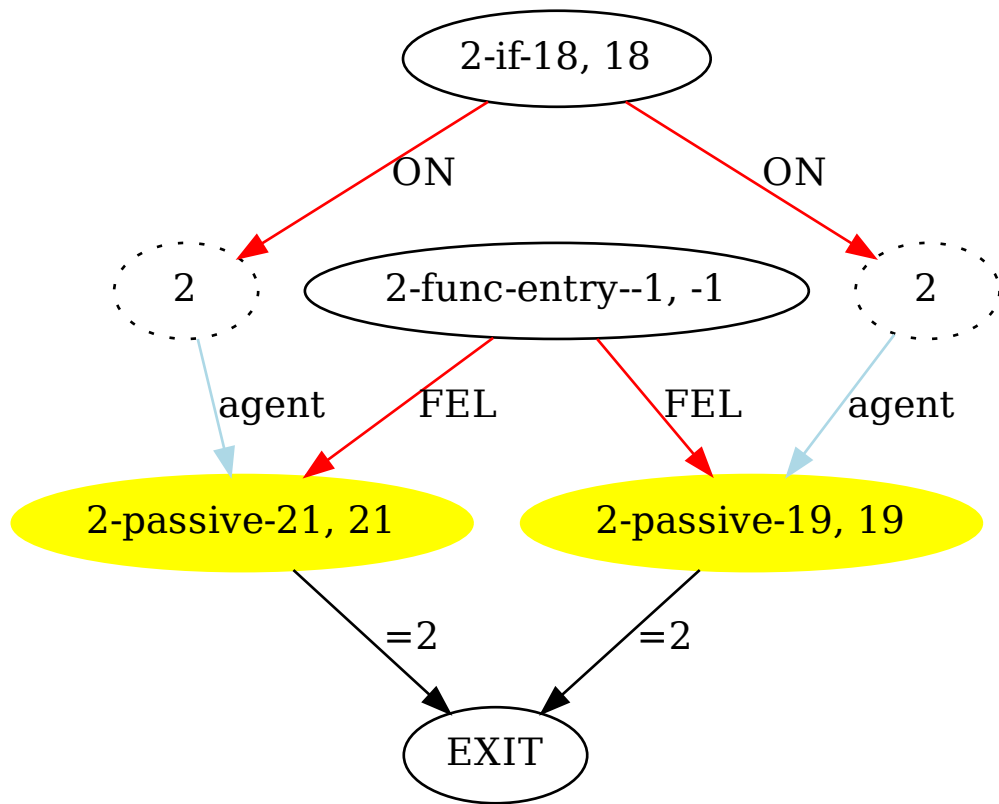 2-if-18, 18
ON
ON
2
2-func-entry--1, -1
2
agent
FEL
FEL
agent
2-passive-21, 21
2-passive-19, 19
=2
=2
EXIT